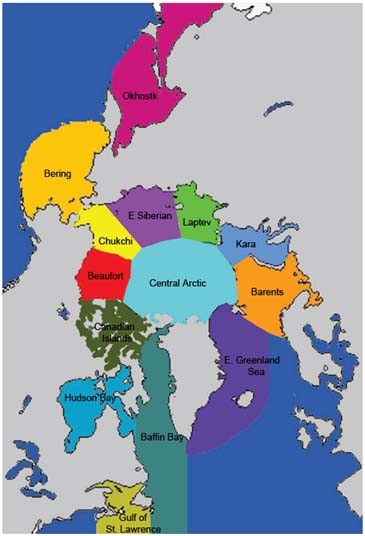 Okhostk
Bering
E Siberian
Laptev
Chukchi
Kara
Beaufort
Central Arctic
Barents
Canadian
Islands
E. Greenland
Sea
Hudson Bay
Baffin Bay
Gulf of
St. Lawrence